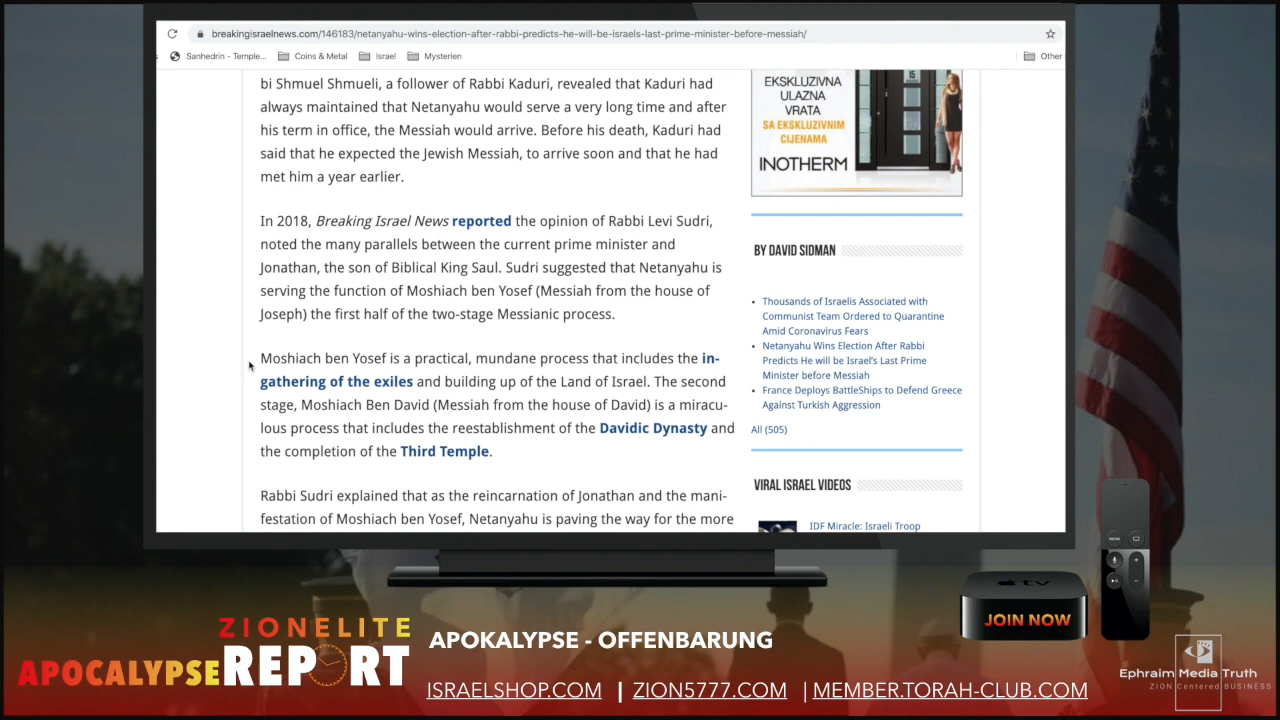 breakingisraelnews.com/146183/netanyahu-wins-election-after-rabbi-predicts-he-will-be-israels-last-prime-minister-before-messiah/
Sanhedrin - Temple...
Coins & Metal
Israel
Mysterien
Other
bi Shmuel Shmueli, a follower of Rabbi Kaduri, revealed that Kaduri had
always maintained that Netanyahu would serve a very long time and after
his term in office, the Messiah would arrive. Before his death, Kaduri had
said that he expected the Jewish Messiah, to arrive soon and that he had
met him a year earlier.
In 2018, Breaking Israel News reported the opinion of Rabbi Levi Sudri,
noted the many parallels between the current prime minister and
Jonathan, the son of Biblical King Saul. Sudri suggested that Netanyahu is
serving the function of Moshiach ben Yosef (Messiah from the house of
Joseph) the first half of the two-stage Messianic process.
Moshiach ben Yosef is a practical, mundane process that includes the in-
gathering of the exiles and building up of the Land of Israel. The second
stage, Moshiach Ben David (Messiah from the house of David) is a miracu-
lous process that includes the reestablishment of the Davidic Dynasty and
the completion of the Third Temple.
Rabbi Sudri explained that as the reincarnation of Jonathan and the mani-
festation of Moshiach ben Yosef, Netanyahu is paving the way for the more
EKSKLUZIVNA
ULAZNA
VRATA
SA EKSKLUZIVNIM
CIJENAMA
INOTHERM
15
BY DAVID SIDMAN
Thousands of Israelis Associated with
Communist Team Ordered to Quarantine
Amid Coronavirus Fears
Netanyahu Wins Election After Rabbi
Predicts He will be Israel's Last Prime
Minister before Messiah
France Deploys BattleShips to Defend Greece
Against Turkish Aggression
All (505)
VIRAL ISRAEL VIDEOS
IDF Miracle: Israeli Troop
MENU
tv
JOIN NOW
ZIONELITE
APOCALYPSE REPORT
APOKALYPSE - OFFENBARUNG
ISRAELSHOP.COM | ZION5777.COM | MEMBER.TORAH-CLUB.COM
Ephraim Media Truth
ZION Centered BUSINESS